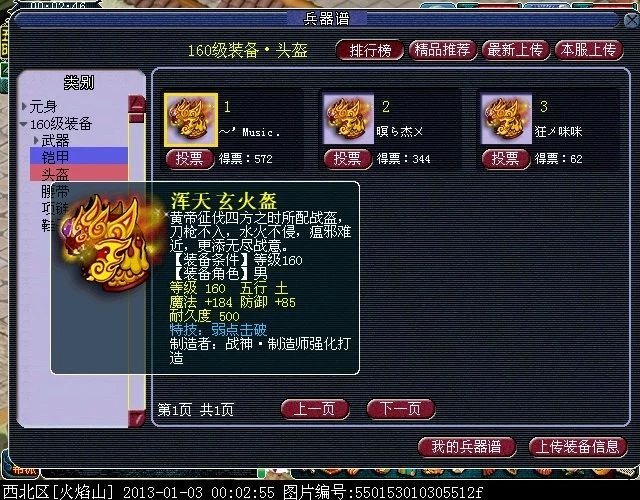 00:02:46
兵器谱
160级装备·头盔
排行榜 精品推荐 最新上传 本服上传
类别
元身
160级装备
武器
铠甲
头盔
腰带
项链
1
～’Music.
投票 得票:572
2
暝ら杰メ
投票 得票:344
3
狂メ咪咪
投票 得票:62
浑天玄火盔
黄帝征伐四方之时所配战盔，
刀枪不入，水火不侵，瘟邪难
近，更添无尽战意。
【装备条件】等级160
【装备角色】男
等级 160 五行 土
魔法 +184 防御 +85
耐久度 500
特技：弱点击破
制造者：战神·制造师强化打
造
第1页 共1页
上一页 下一页
我的兵器谱 上传装备信息
西北区[火焰山] 2013-01-03 00:02:55 图片编号:550153010305512f